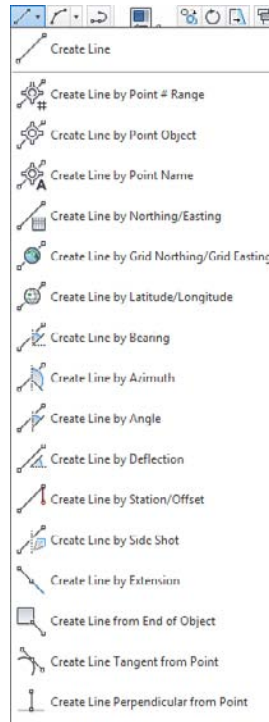 Create Line
Create Line by Point # Range
Create Line by Point Object
Create Line by Point Name
Create Line by Northing/Easting
Create Line by Grid Northing/Grid Easting
Create Line by Latitude/Longitude
Create Line by Bearing
Create Line by Azimuth
Create Line by Angle
Create Line by Deflection
Create Line by Station/Offset
Create Line by Side Shot
Create Line by Extension
Create Line from End of Object
Create Line Tangent from Point
Create Line Perpendicular from Point